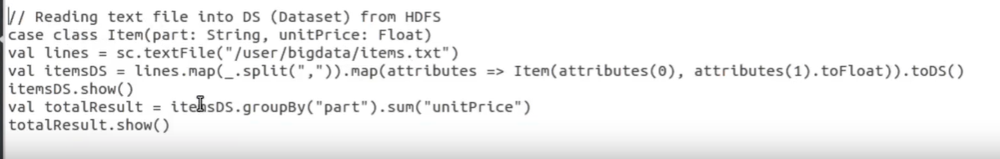 // Reading text file into DS (Dataset) from HDFS
case class Item(part: String, unitPrice: Float)
val lines = sc.textFile("/user/bigdata/items.txt")
val itemsDS = lines.map(_.split(",")).map(attributes => Item(attributes(0), attributes(1).toFloat)).toDS()
itemsDS.show()
val totalResult = itemsDS.groupBy("part").sum("unitPrice")
totalResult.show()